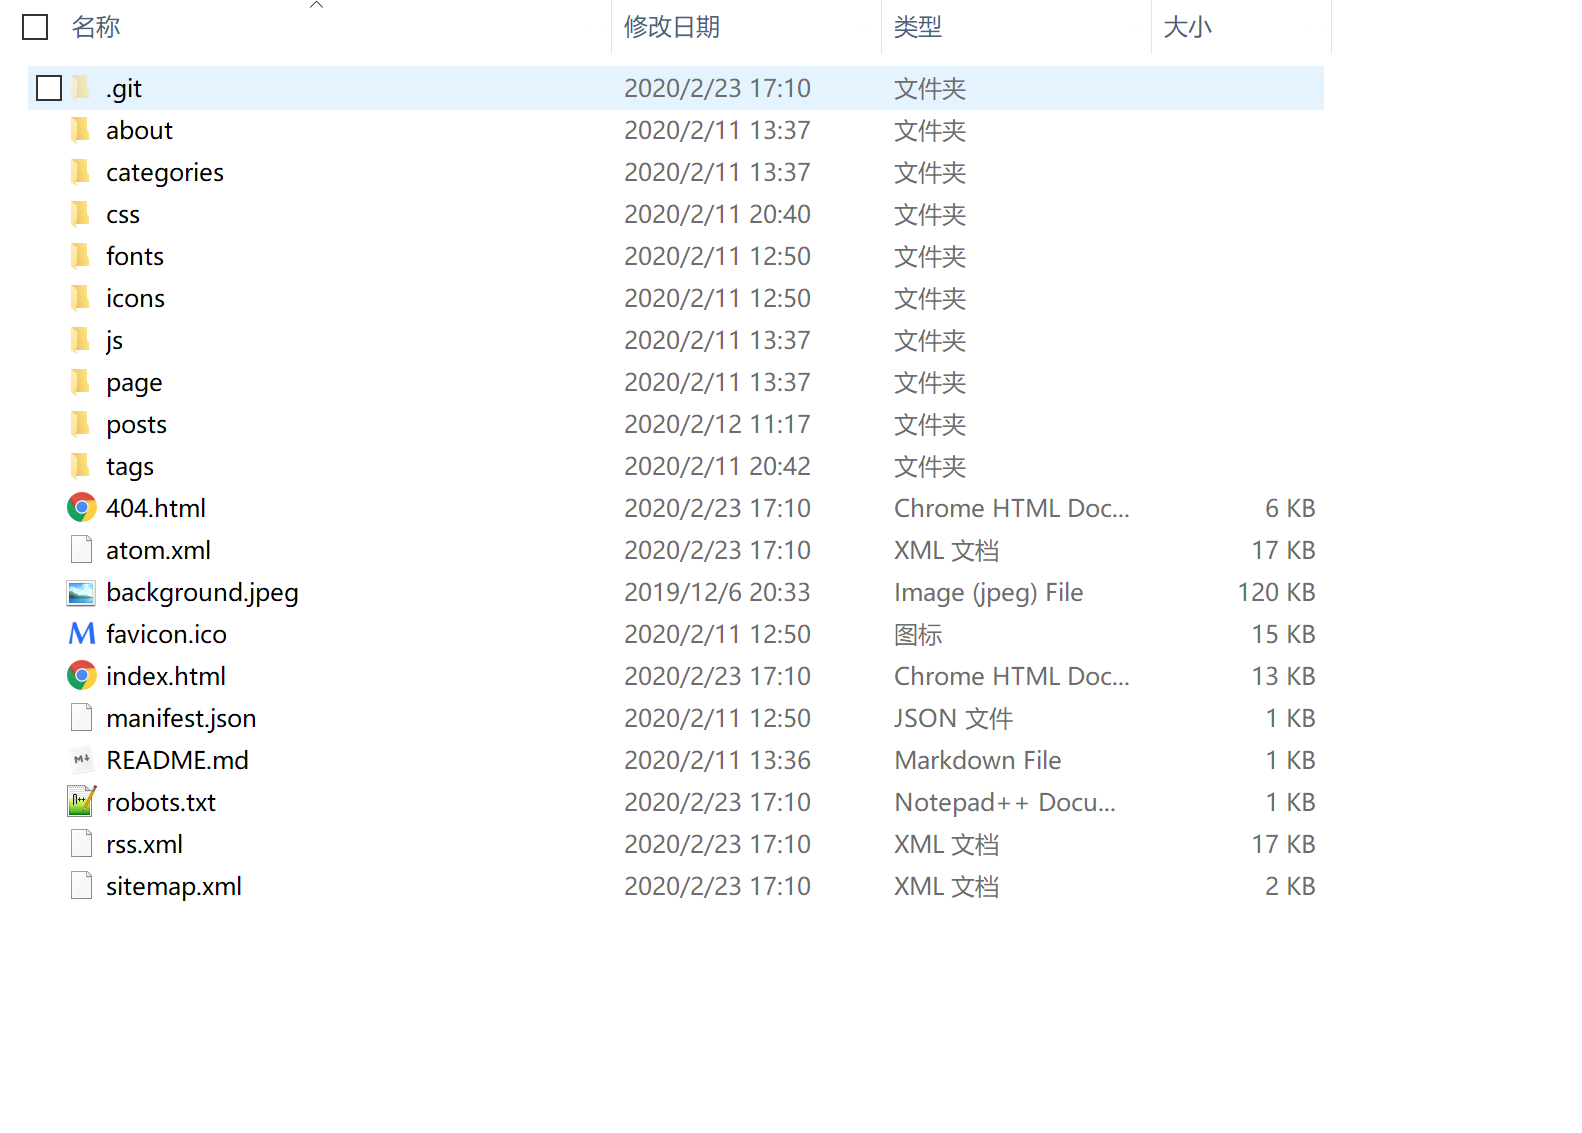 名称 修改日期 类型 大小
.git 2020/2/23 17:10 文件夹
about 2020/2/11 13:37 文件夹
categories 2020/2/11 13:37 文件夹
css 2020/2/11 20:40 文件夹
fonts 2020/2/11 12:50 文件夹
icons 2020/2/11 12:50 文件夹
js 2020/2/11 13:37 文件夹
page 2020/2/11 13:37 文件夹
posts 2020/2/12 11:17 文件夹
tags 2020/2/11 20:42 文件夹
404.html 2020/2/23 17:10 Chrome HTML Doc... 6 KB
atom.xml 2020/2/23 17:10 XML 文档 17 KB
background.jpeg 2019/12/6 20:33 Image (jpeg) File 120 KB
favicon.ico 2020/2/11 12:50 图标 15 KB
index.html 2020/2/23 17:10 Chrome HTML Doc... 13 KB
manifest.json 2020/2/11 12:50 JSON 文件 1 KB
README.md 2020/2/11 13:36 Markdown File 1 KB
robots.txt 2020/2/23 17:10 Notepad++ Docu... 1 KB
rss.xml 2020/2/23 17:10 XML 文档 17 KB
sitemap.xml 2020/2/23 17:10 XML 文档 2 KB